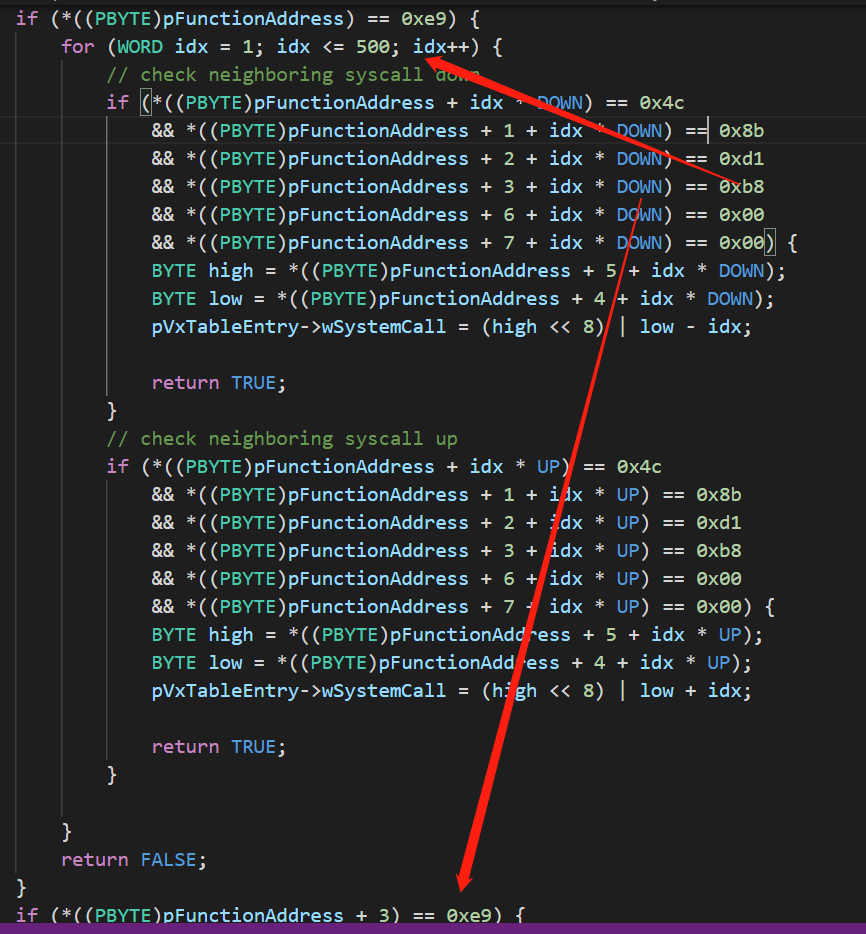 if (*((PBYTE)pFunctionAddress) == 0xe9) {
for (WORD idx = 1; idx <= 500; idx++) {
// check neighboring syscall down
if (*((PBYTE)pFunctionAddress + idx * DOWN) == 0x4c
&& *((PBYTE)pFunctionAddress + 1 + idx * DOWN) == 0x8b
&& *((PBYTE)pFunctionAddress + 2 + idx * DOWN) == 0xd1
&& *((PBYTE)pFunctionAddress + 3 + idx * DOWN) == 0xb8
&& *((PBYTE)pFunctionAddress + 6 + idx * DOWN) == 0x00
&& *((PBYTE)pFunctionAddress + 7 + idx * DOWN) == 0x00) {
BYTE high = *((PBYTE)pFunctionAddress + 5 + idx * DOWN);
BYTE low = *((PBYTE)pFunctionAddress + 4 + idx * DOWN);
pVxTableEntry->wSystemCall = (high << 8) | low - idx;
return TRUE;
}
// check neighboring syscall up
if (*((PBYTE)pFunctionAddress + idx * UP) == 0x4c
&& *((PBYTE)pFunctionAddress + 1 + idx * UP) == 0x8b
&& *((PBYTE)pFunctionAddress + 2 + idx * UP) == 0xd1
&& *((PBYTE)pFunctionAddress + 3 + idx * UP) == 0xb8
&& *((PBYTE)pFunctionAddress + 6 + idx * UP) == 0x00
&& *((PBYTE)pFunctionAddress + 7 + idx * UP) == 0x00) {
BYTE high = *((PBYTE)pFunctionAddress + 5 + idx * UP);
BYTE low = *((PBYTE)pFunctionAddress + 4 + idx * UP);
pVxTableEntry->wSystemCall = (high << 8) | low + idx;
return TRUE;
}
}
return FALSE;
}
if (*((PBYTE)pFunctionAddress + 3) == 0xe9) {